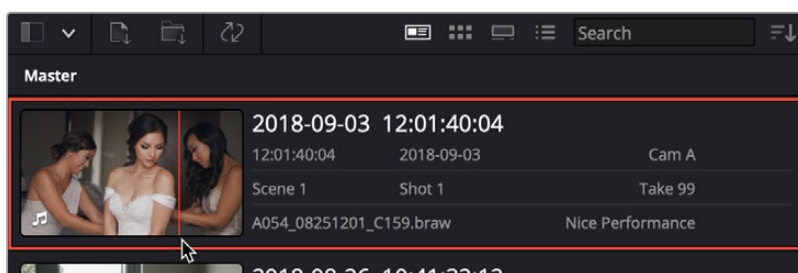 Search
Master
2018-09-03 12:01:40:04
12:01:40:04 2018-09-03 Cam A
Scene 1 Shot 1 Take 99
A054_08251201_C159.braw Nice Performance